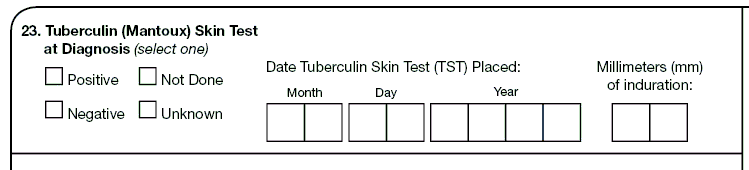 23. Tuberculin (Mantoux) Skin Test
at Diagnosis (select one)
Positive
Not Done
Negative
Unknown
Date Tuberculin Skin Test (TST) Placed:
Month
Day
Year
Millimeters (mm)
of induration: